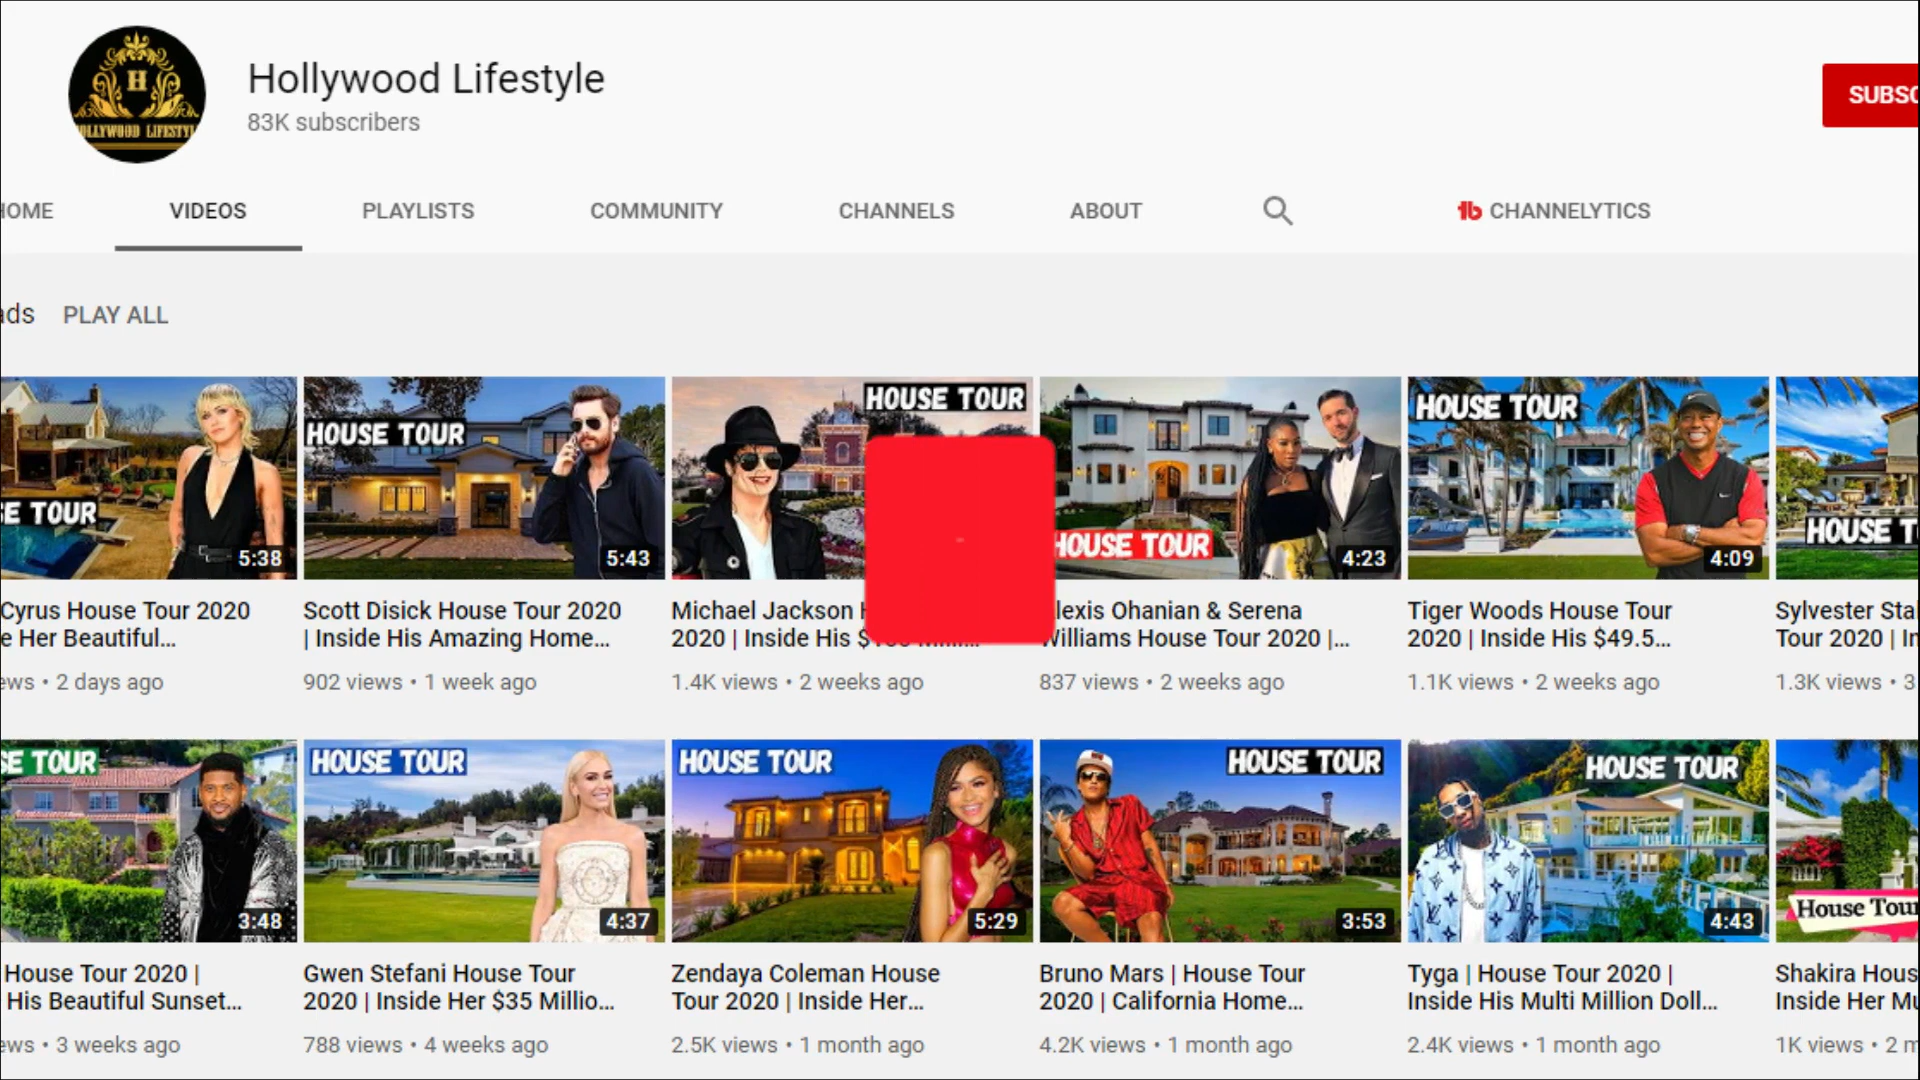 H
HOLLYWOOD LIFESTYL
Hollywood Lifestyle
83K subscribers
SUBSC
HOME
VIDEOS
PLAYLISTS
COMMUNITY
CHANNELS
ABOUT
CHANNELYTICS
ads
PLAY ALL
SE TOUR
5:38
HOUSE TOUR
5:43
HOUSE TOUR
HOUSE TOUR
4:23
HOUSE TOUR
4:09
HOUSE T
Cyrus House Tour 2020
e Her Beautiful...
ews • 2 days ago
Scott Disick House Tour 2020
| Inside His Amazing Home...
902 views • 1 week ago
Michael Jackson H
2020 | Inside His $
1.4K views • 2 weeks ago
lexis Ohanian & Serena
Williams House Tour 2020 |...
837 views • 2 weeks ago
Tiger Woods House Tour
2020 | Inside His $49.5...
1.1K views • 2 weeks ago
Sylvester Stal
Tour 2020 | In
1.3K views • 3
SE TOUR
3:48
HOUSE TOUR
4:37
HOUSE TOUR
5:29
HOUSE TOUR
3:53
HOUSE TOUR
4:43
House Tour
House Tour 2020 |
His Beautiful Sunset...
ews • 3 weeks ago
Gwen Stefani House Tour
2020 | Inside Her $35 Millio...
788 views • 4 weeks ago
Zendaya Coleman House
Tour 2020 | Inside Her...
2.5K views • 1 month ago
Bruno Mars | House Tour
2020 | California Home...
4.2K views • 1 month ago
Tyga | House Tour 2020 |
Inside His Multi Million Doll...
2.4K views • 1 month ago
Shakira Hous
Inside Her Mu
1K views • 2 m